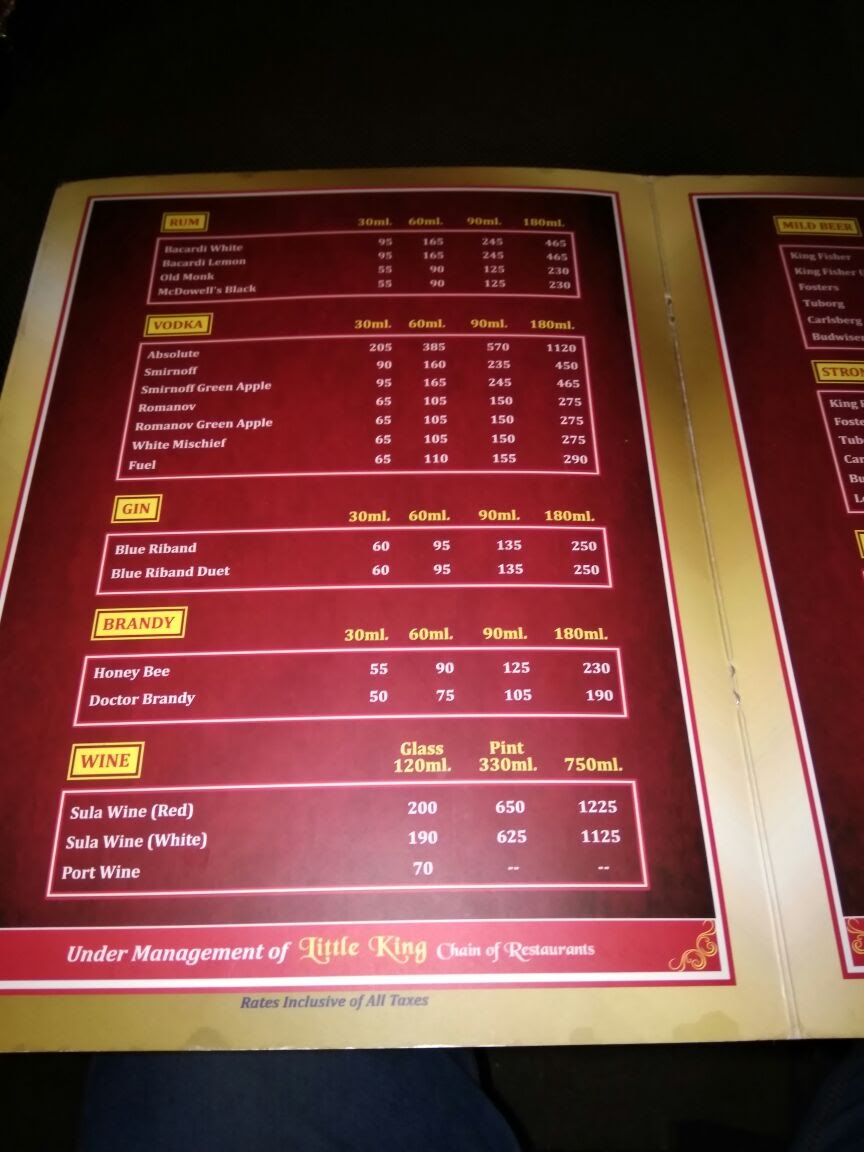 RUM 30ml. 60ml. 90ml. 180ml.
Bacardi White 95 165 245 465
Bacardi Lemon 95 165 245 465
Old Monk 55 90 125 230
McDowell's Black 55 90 125 230
VODKA 30ml. 60ml. 90ml. 180ml.
Absolute 205 385 570 1120
Smirnoff 90 160 235 450
Smirnoff Green Apple 95 165 245 465
Romanov 65 105 150 275
Romanov Green Apple 65 105 150 275
White Mischief 65 105 150 275
Fuel 65 110 155 290
GIN 30ml. 60ml. 90ml. 180ml.
Blue Riband 60 95 135 250
Blue Riband Duet 60 95 135 250
BRANDY 30ml. 60ml. 90ml. 180ml.
Honey Bee 55 90 125 230
Doctor Brandy 50 75 105 190
WINE Glass 120ml. Pint 330ml. 750ml.
Sula Wine (Red) 200 650 1225
Sula Wine (White) 190 625 1125
Port Wine 70 -- --
Under Management of Little King Chain of Restaurants
Rates Inclusive of All Taxes
MILD BEER
King Fisher
King Fisher
Fosters
Tuborg
Carlsberg
Budwiser